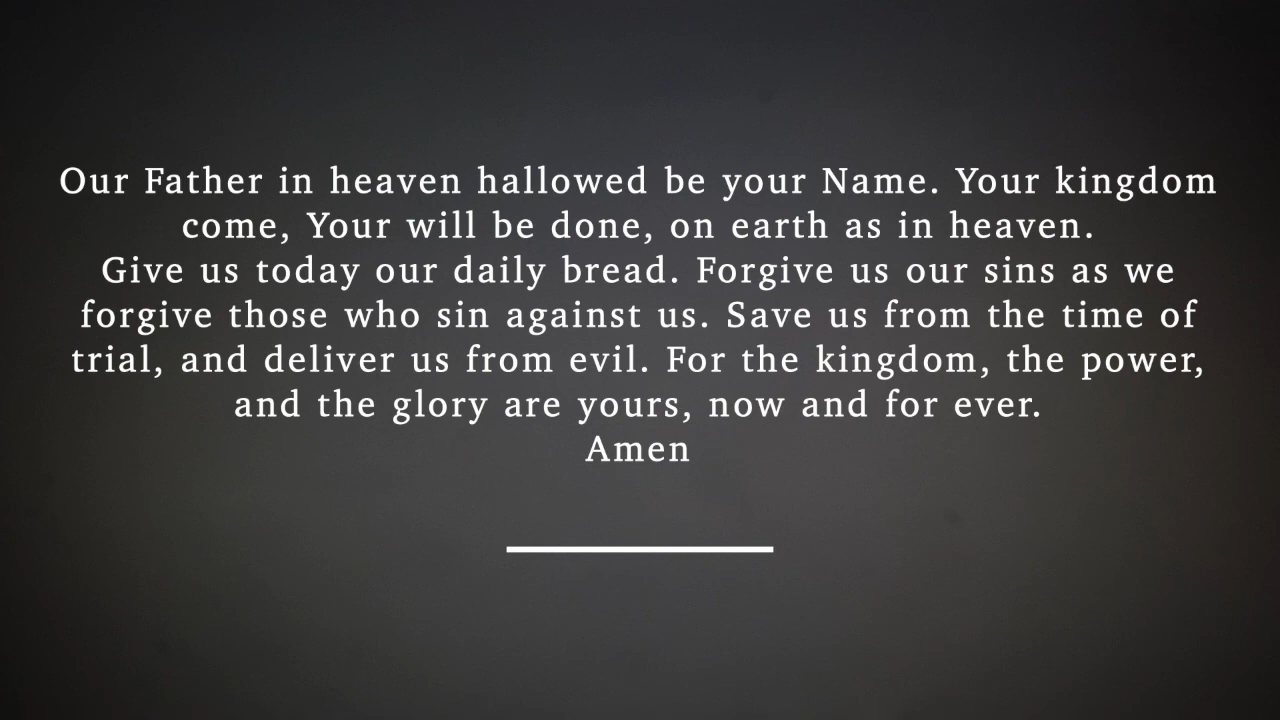 Our Father in heaven hallowed be your Name. Your kingdom
come, Your will be done, on earth as in heaven.
Give us today our daily bread. Forgive us our sins as we
forgive those who sin against us. Save us from the time of
trial, and deliver us from evil. For the kingdom, the power,
and the glory are yours, now and for ever.
Amen